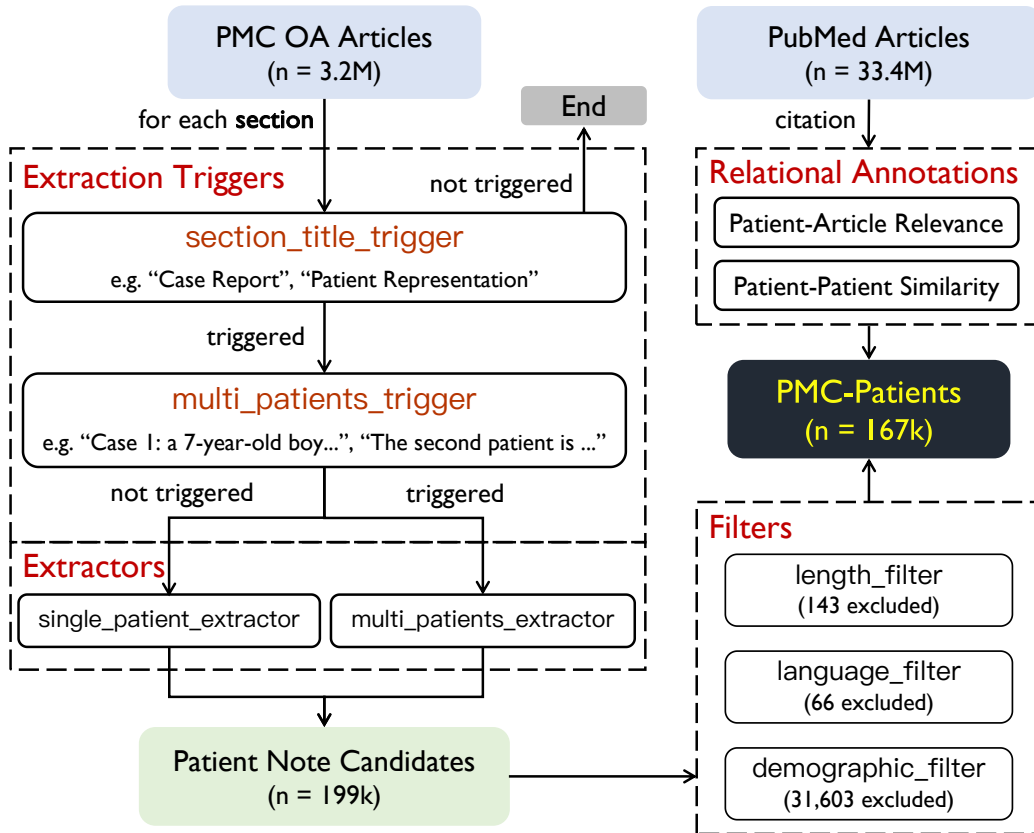 PMC OA Articles
(n = 3.2M)
for each section
End
not triggered
Extraction Triggers
section_title_trigger
e.g. “Case Report”, “Patient Representation”
triggered
multi_patients_trigger
e.g. “Case 1: a 7-year-old boy...”, “The second patient is ...”
not triggered
triggered
Extractors
single_patient_extractor
multi_patients_extractor
Patient Note Candidates
(n = 199k)
PubMed Articles
(n = 33.4M)
citation
Relational Annotations
Patient-Article Relevance
Patient-Patient Similarity
PMC-Patients
(n = 167k)
Filters
length_filter
(143 excluded)
language_filter
(66 excluded)
demographic_filter
(31,603 excluded)